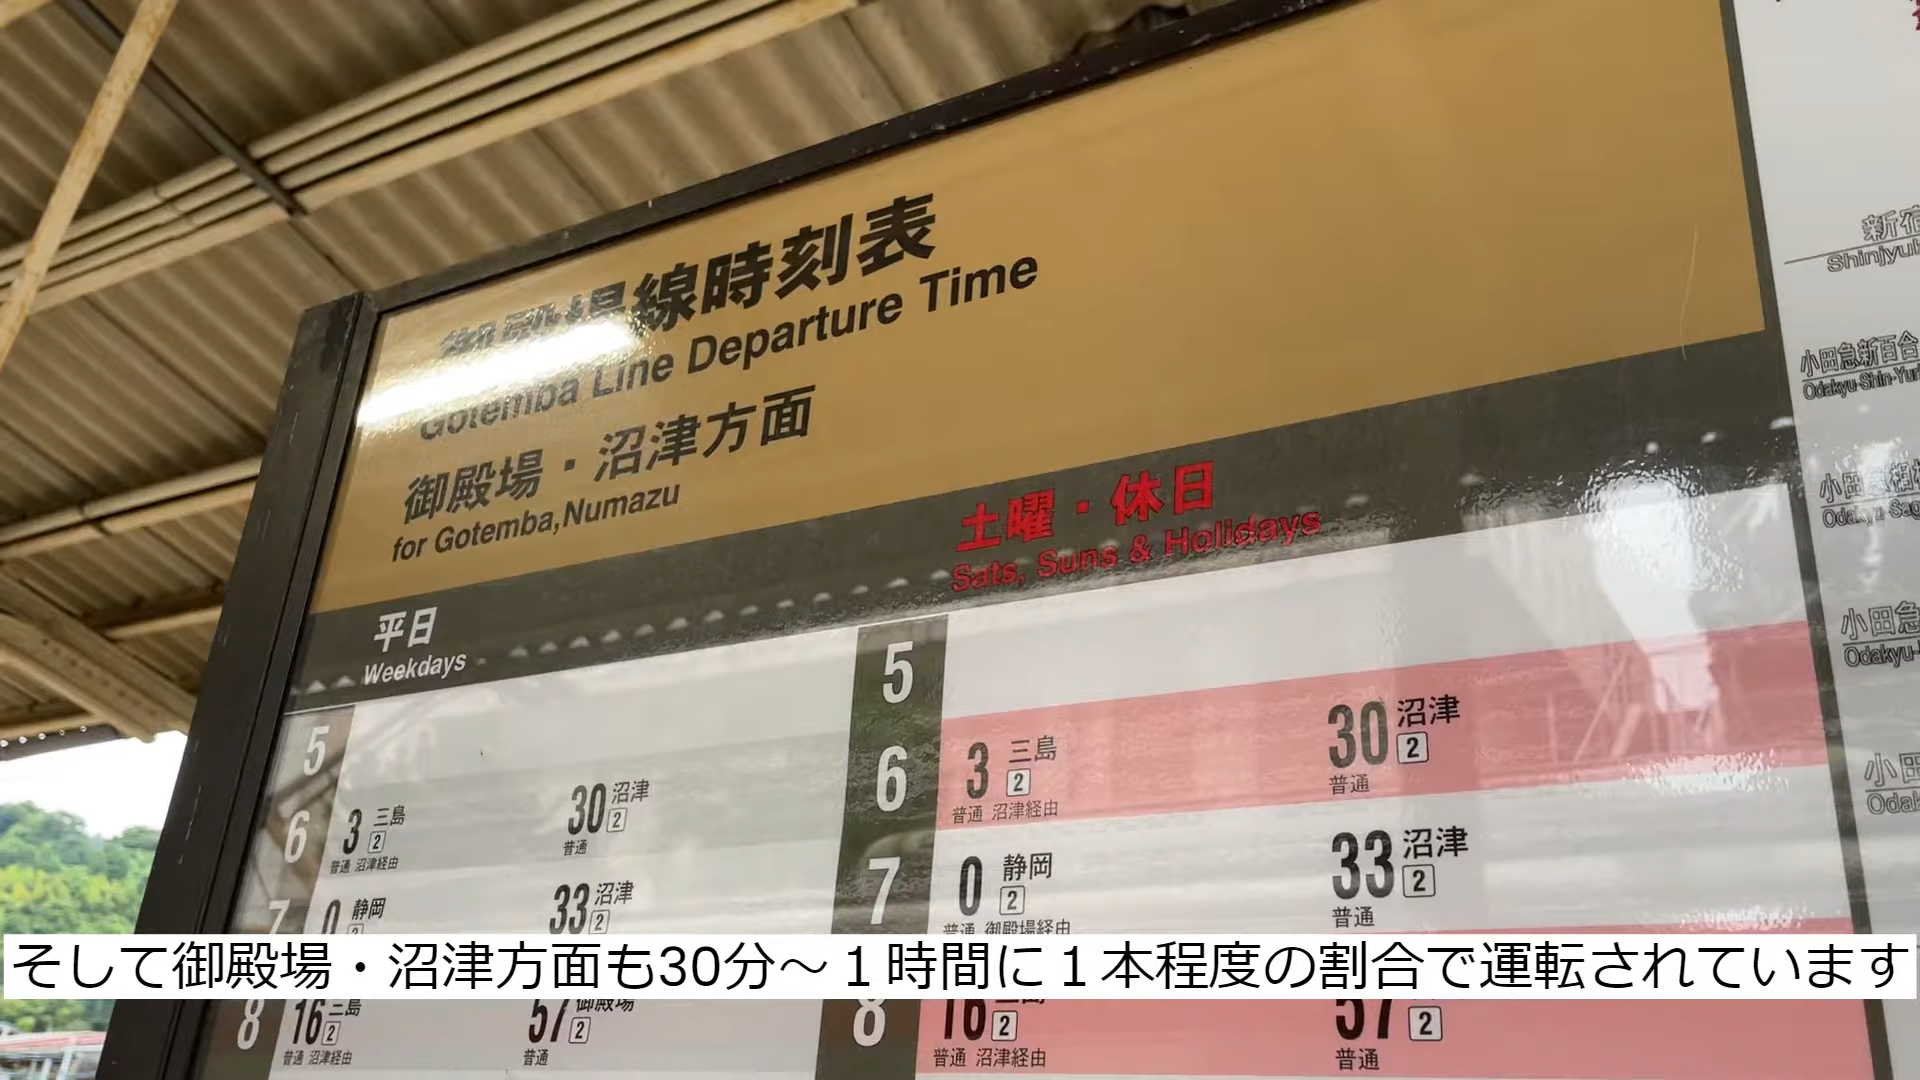 御殿場線時刻表
Gotemba Line Departure Time
御殿場・沼津方面
for Gotemba,Numazu
平日
Weekdays
土曜・休日
Sats, Suns & Holidays
5
6
3 三島 2
普通 沼津経由
30 沼津 2
普通
7
0 静岡 2
33 沼津 2
8
16 三島 2
普通 沼津経由
57 御殿場 2
普通
5
6
3 三島 2
普通 沼津経由
30 沼津 2
普通
7
0 静岡 2
普通 御殿場経由
33 沼津 2
普通
8
16 三島 2
普通 沼津経由
57 2
普通
小田急新百合
Odakyu-Shin-Yuri
小田急
Odakyu-
小田
そして御殿場・沼津方面も30分～１時間に１本程度の割合で運転されています